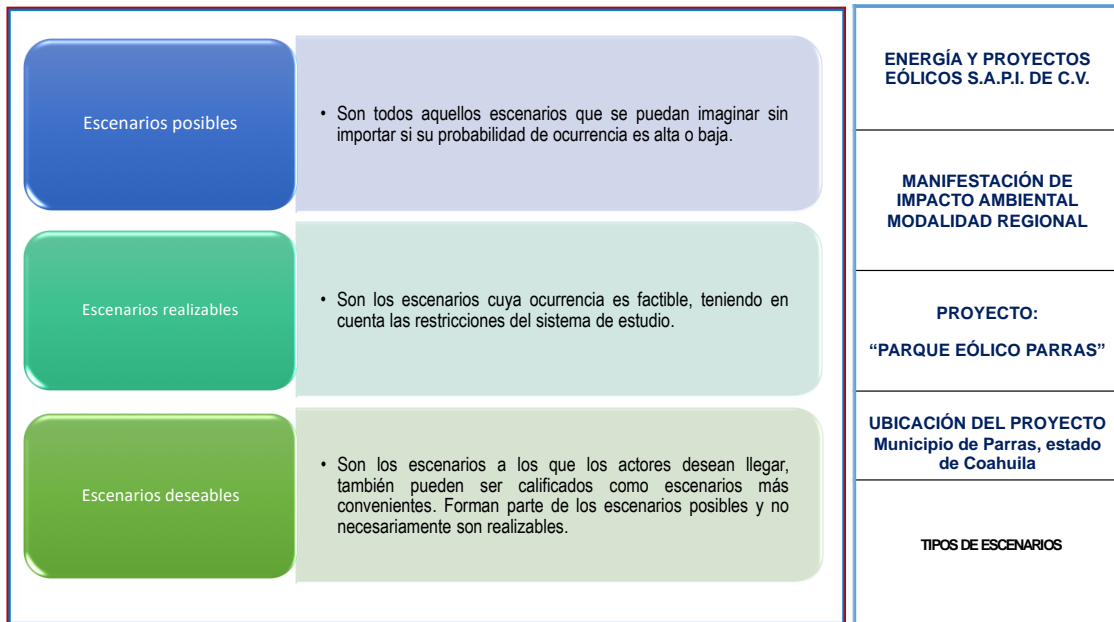 Escenarios posibles
• Son todos aquellos escenarios que se puedan imaginar sin
importar si su probabilidad de ocurrencia es alta o baja.
Escenarios realizables
• Son los escenarios cuya ocurrencia es factible, teniendo en
cuenta las restricciones del sistema de estudio.
Escenarios deseables
• Son los escenarios a los que los actores desean llegar,
también pueden ser calificados como escenarios más
convenientes. Forman parte de los escenarios posibles y no
necesariamente son realizables.
ENERGÍA Y PROYECTOS
EÓLICOS S.A.P.I. DE C.V.
MANIFESTACIÓN DE
IMPACTO AMBIENTAL
MODALIDAD REGIONAL
PROYECTO:
“PARQUE EÓLICO PARRAS”
UBICACIÓN DEL PROYECTO
Municipio de Parras, estado
de Coahuila
TIPOS DE ESCENARIOS